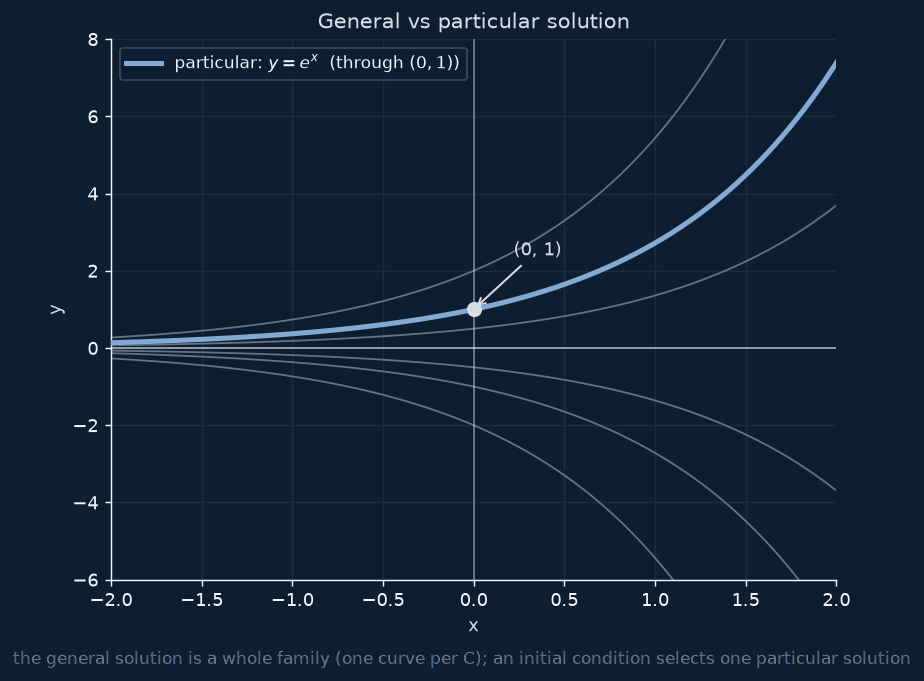 General vs particular solution
particular: y = eˣ (through (0, 1))
8
6
4
2
0
−2
−4
−6
y
(0, 1)
−2.0 −1.5 −1.0 −0.5 0.0 0.5 1.0 1.5 2.0
x
the general solution is a whole family (one curve per C); an initial condition selects one particular solution